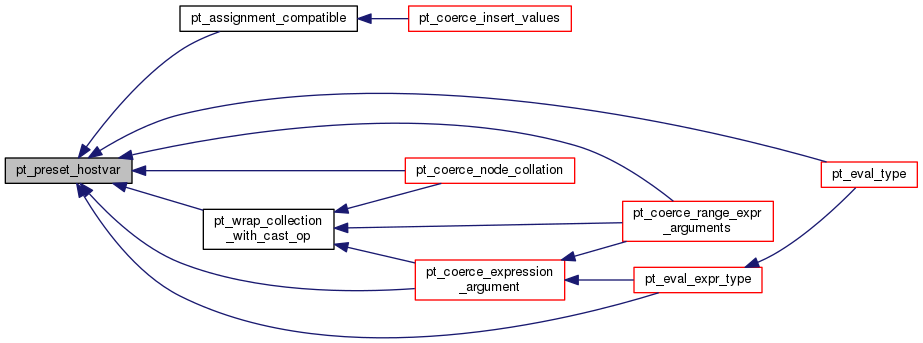 pt_assignment_compatible
pt_coerce_insert_values
pt_preset_hostvar
pt_coerce_node_collation
pt_eval_type
pt_wrap_collection
_with_cast_op
pt_coerce_range_expr
_arguments
pt_coerce_expression
_argument
pt_eval_expr_type